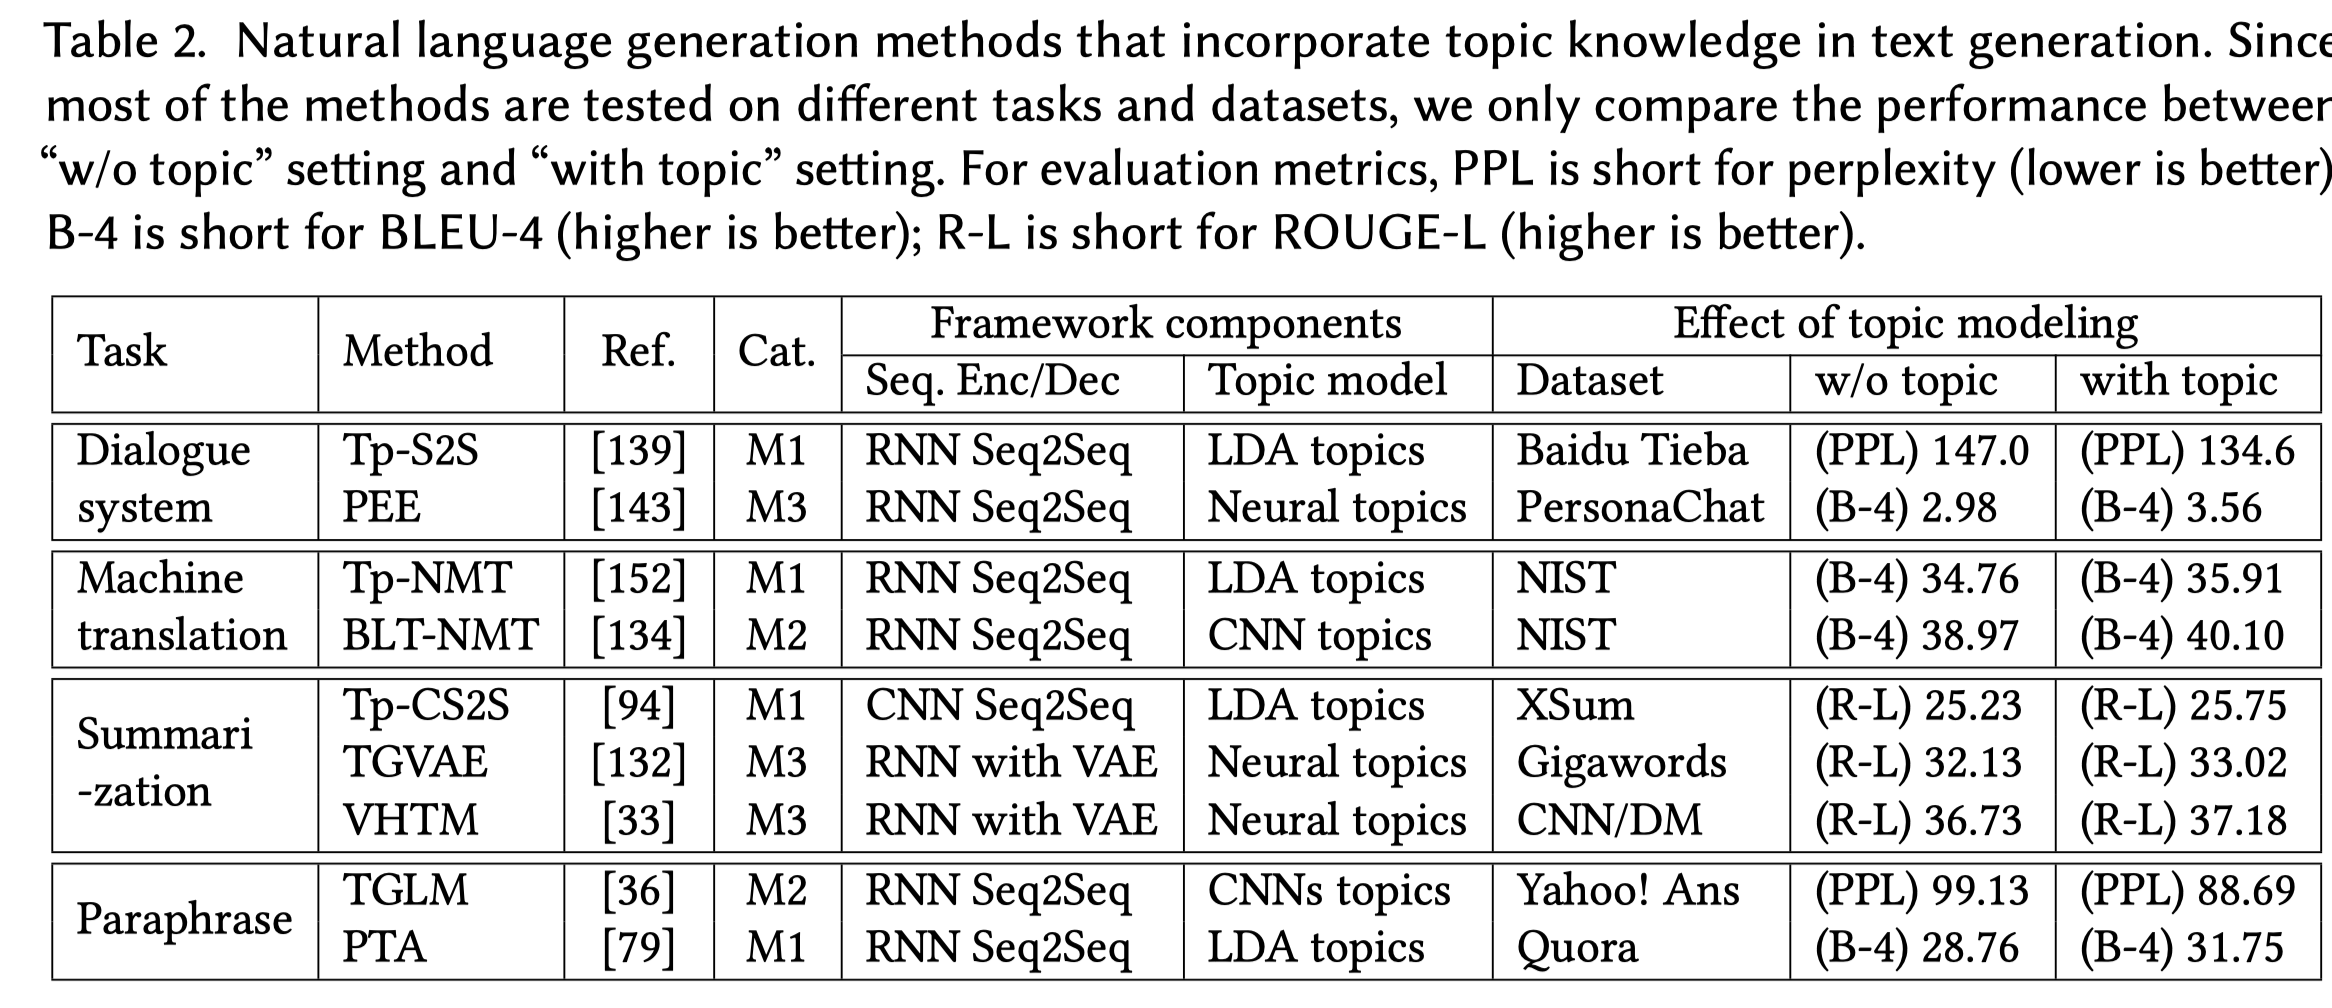 Table 2. Natural language generation methods that incorporate topic knowledge in text generation. Since
most of the methods are tested on different tasks and datasets, we only compare the performance between
“w/o topic” setting and “with topic” setting. For evaluation metrics, PPL is short for perplexity (lower is better)
B-4 is short for BLEU-4 (higher is better); R-L is short for ROUGE-L (higher is better).
Task Method Ref. Cat. Framework components Effect of topic modeling
Seq. Enc/Dec Topic model Dataset w/o topic with topic
Dialogue Tp-S2S [139] M1 RNN Seq2Seq LDA topics Baidu Tieba (PPL) 147.0 (PPL) 134.6
system PEE [143] M3 RNN Seq2Seq Neural topics PersonaChat (B-4) 2.98 (B-4) 3.56
Machine Tp-NMT [152] M1 RNN Seq2Seq LDA topics NIST (B-4) 34.76 (B-4) 35.91
translation BLT-NMT [134] M2 RNN Seq2Seq CNN topics NIST (B-4) 38.97 (B-4) 40.10
Summari
-zation
Tp-CS2S [94] M1 CNN Seq2Seq LDA topics XSum (R-L) 25.23 (R-L) 25.75
TGVAE [132] M3 RNN with VAE Neural topics Gigawords (R-L) 32.13 (R-L) 33.02
VHTM [33] M3 RNN with VAE Neural topics CNN/DM (R-L) 36.73 (R-L) 37.18
Paraphrase
TGLM [36] M2 RNN Seq2Seq CNNs topics Yahoo! Ans (PPL) 99.13 (PPL) 88.69
PTA [79] M1 RNN Seq2Seq LDA topics Quora (B-4) 28.76 (B-4) 31.75